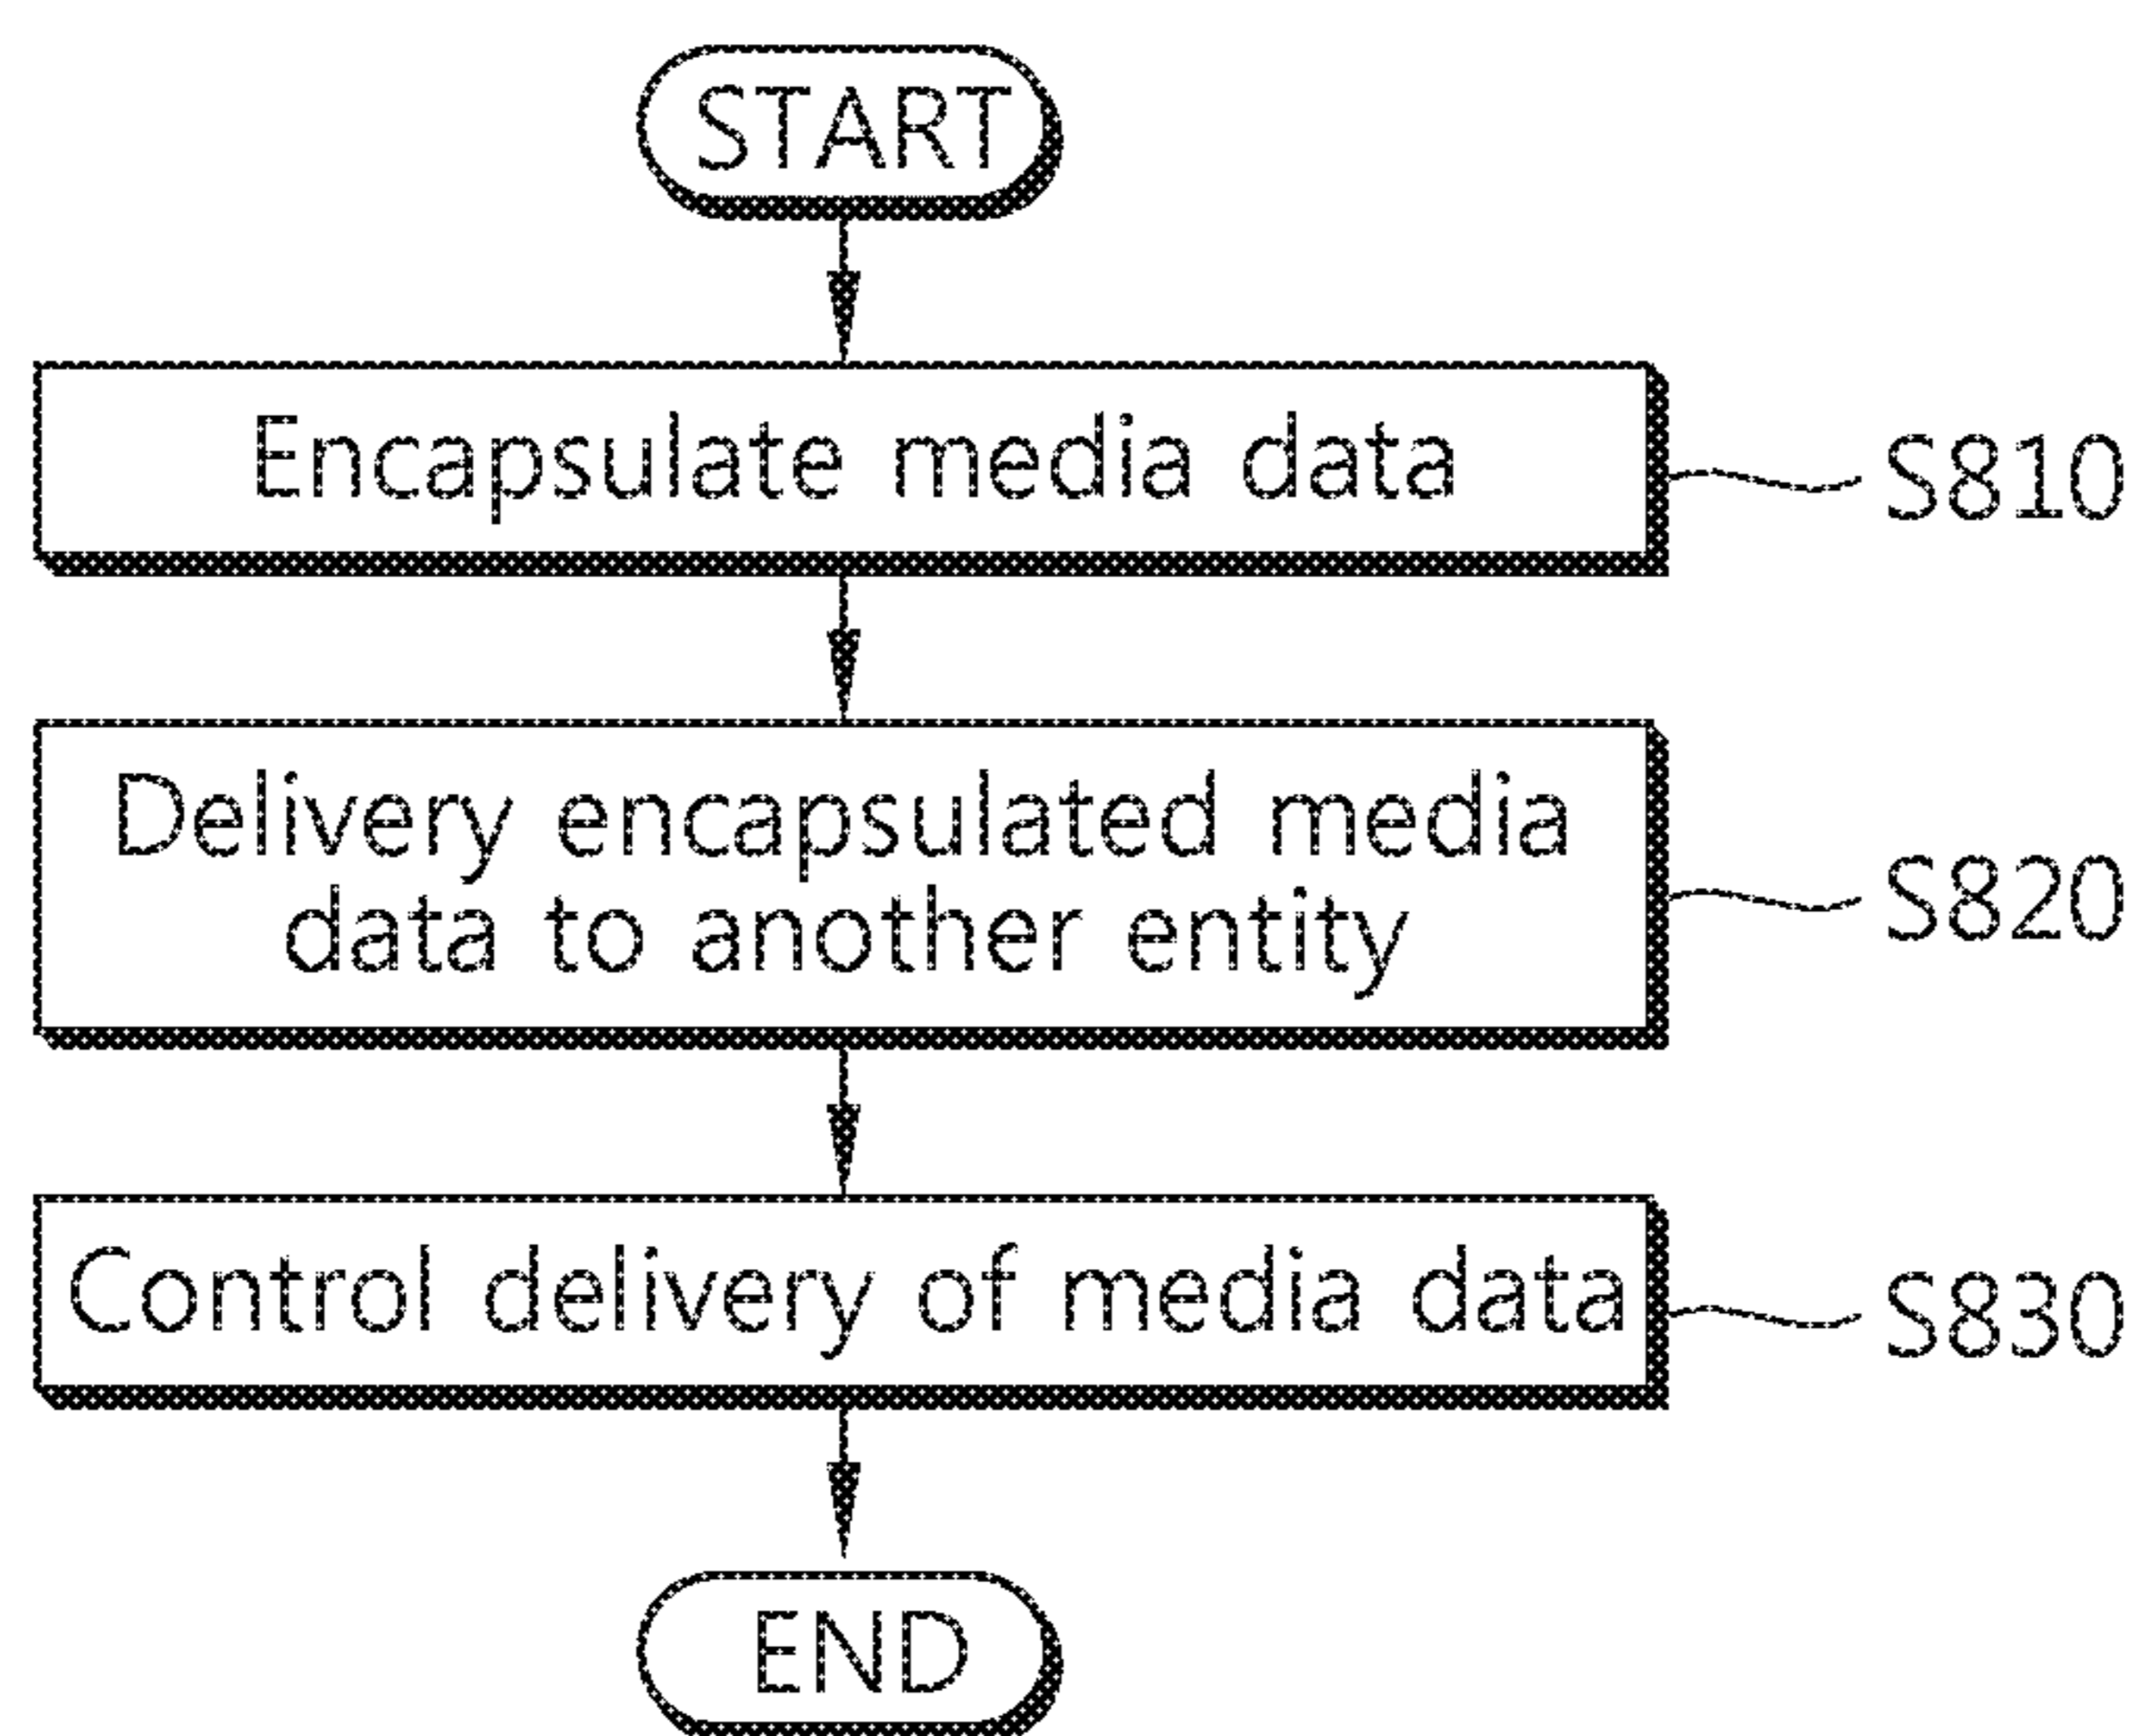 START
Encapsulate media data
S810
Delivery encapsulated media
data to another entity
S820
Control delivery of media data
S830
END